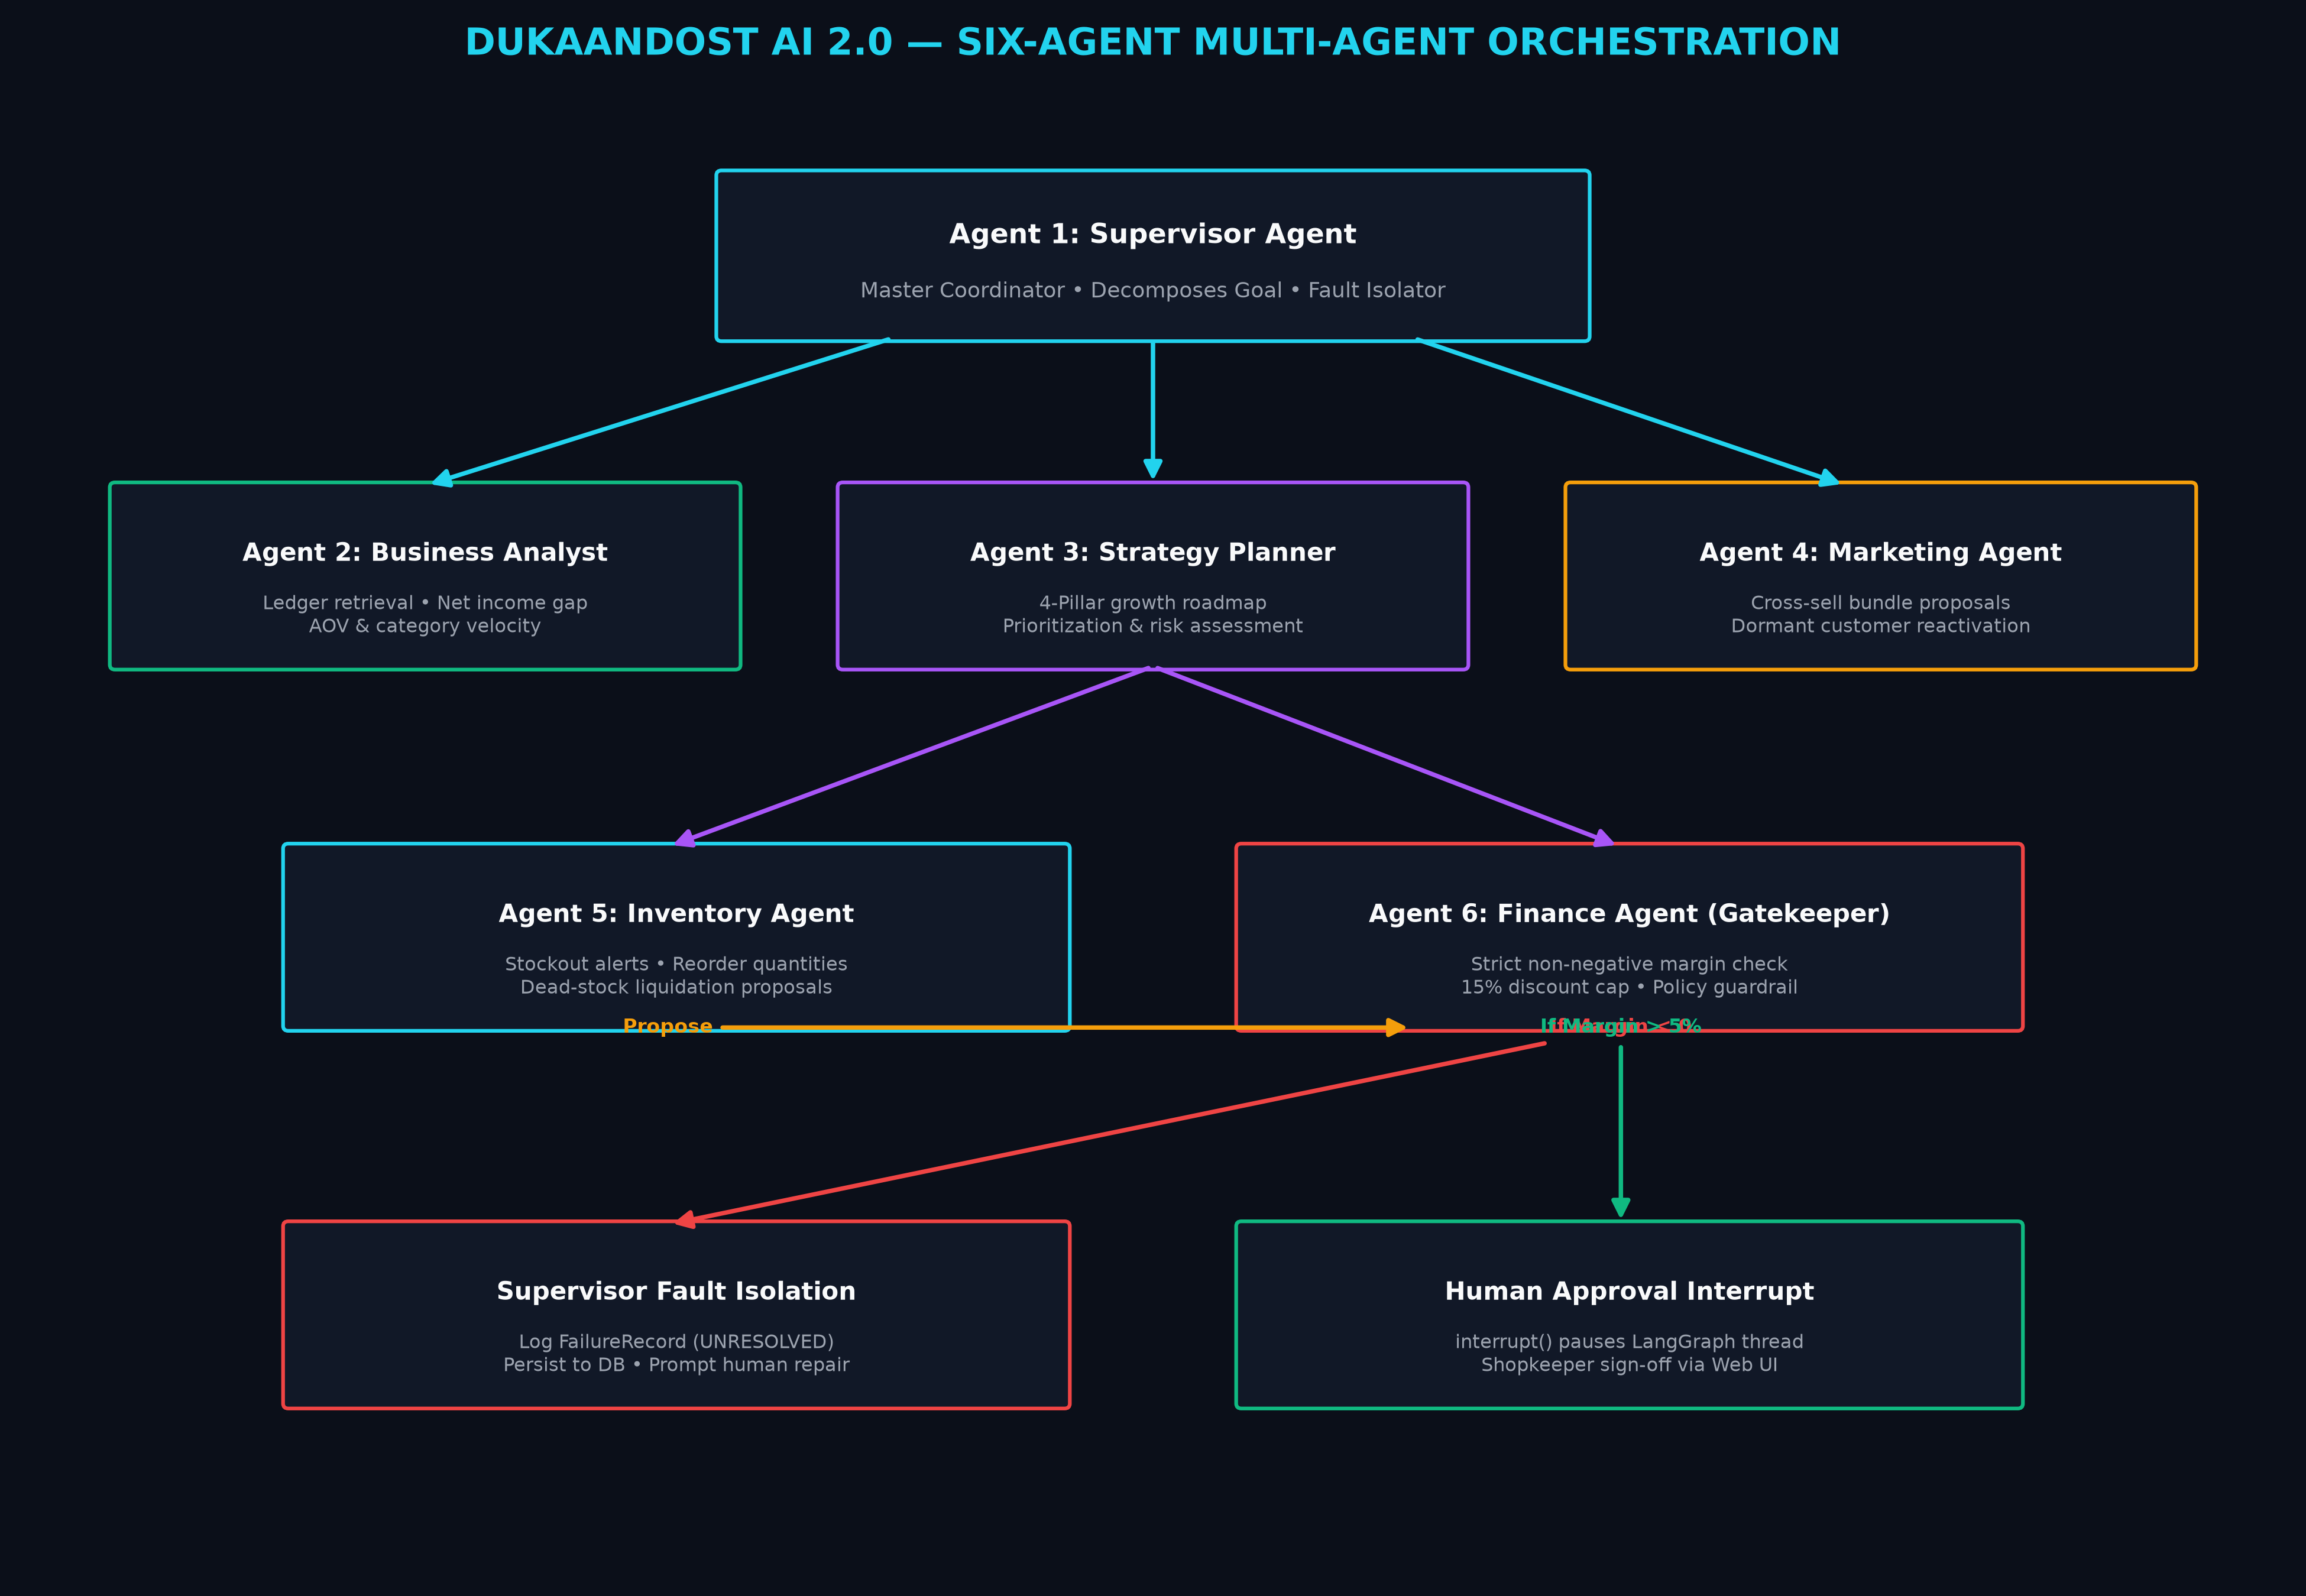 DUKAANDOST AI 2.0 — SIX-AGENT MULTI-AGENT ORCHESTRATION
Agent 1: Supervisor Agent
Master Coordinator • Decomposes Goal • Fault Isolator
Agent 2: Business Analyst
Ledger retrieval • Net income gap
AOV & category velocity
Agent 3: Strategy Planner
4-Pillar growth roadmap
Prioritization & risk assessment
Agent 4: Marketing Agent
Cross-sell bundle proposals
Dormant customer reactivation
Agent 5: Inventory Agent
Stockout alerts • Reorder quantities
Dead-stock liquidation proposals
Agent 6: Finance Agent (Gatekeeper)
Strict non-negative margin check
15% discount cap • Policy guardrail
Propose
If Margin
Supervisor Fault Isolation
Log FailureRecord (UNRESOLVED)
Persist to DB • Prompt human repair
Human Approval Interrupt
interrupt() pauses LangGraph thread
Shopkeeper sign-off via Web UI